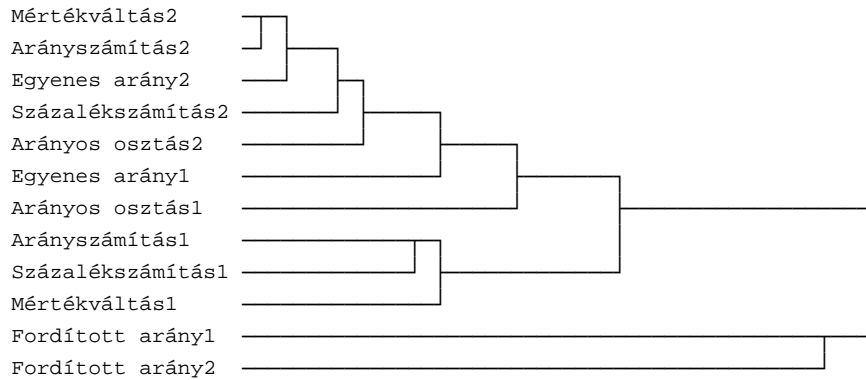 Mértékváltás2
Arányszámítás2
Egyenes arány2
Százalékszámítás2
Arányos osztás2
Egyenes arány1
Arányos osztás1
Arányszámítás1
Százalékszámítás1
Mértékváltás1
Fordított arány1
Fordított arány2